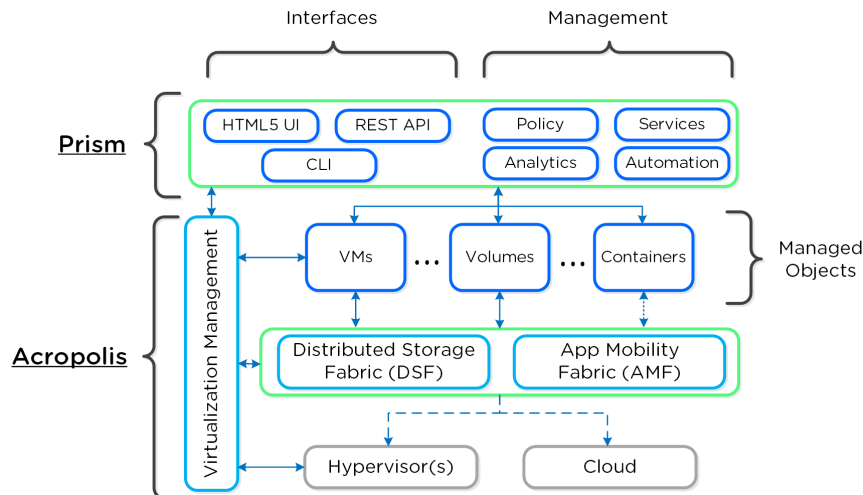 Interfaces
Management
Prism
HTML5 UI
REST API
CLI
Policy
Services
Analytics
Automation
Acropolis
Virtualization Management
VMs
...
Volumes
...
Containers
Managed
Objects
Distributed Storage
Fabric (DSF)
App Mobility
Fabric (AMF)
Hypervisor(s)
Cloud